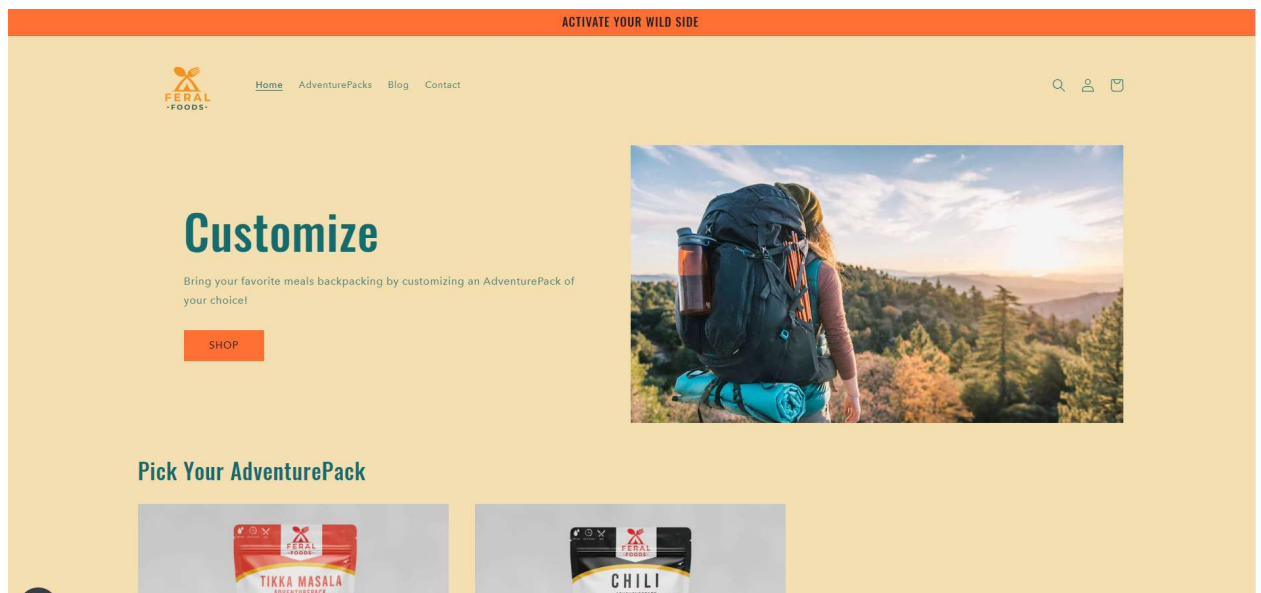 ACTIVATE YOUR WILD SIDE
FERAL
·FOODS·
Home AdventurePacks Blog Contact
Customize
Bring your favorite meals backpacking by customizing an AdventurePack of
your choice!
SHOP
Pick Your AdventurePack
FERAL
·FOODS·
TIKKA MASALA
ADVENTUREPACK
FERAL
·FOODS·
CHILI